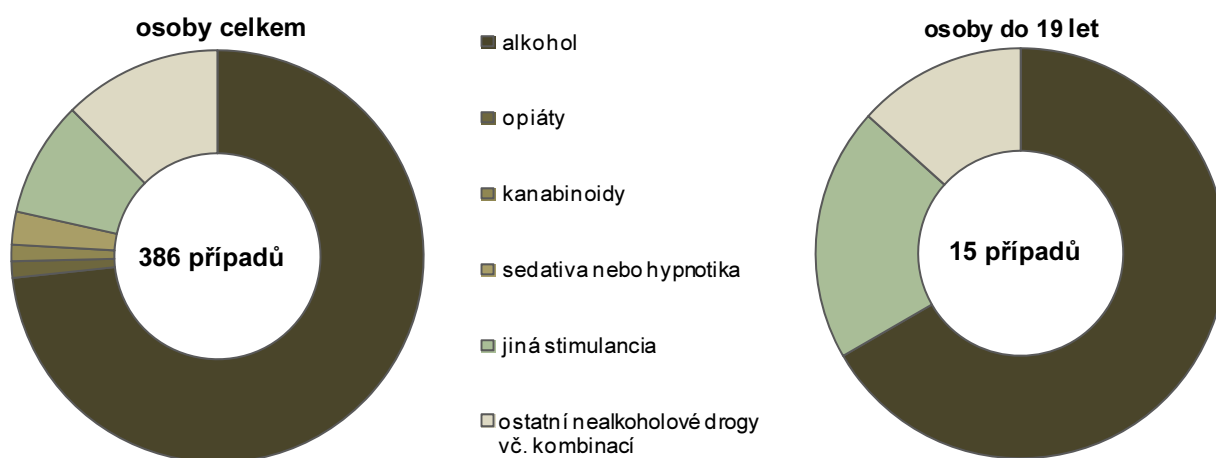 osoby celkem
386 případů
alkohol
opiáty
kanabinoidy
sedativa nebo hypnotika
jiná stimulancia
ostatní nealkoholové drogy
vč. kombinací
osoby do 19 let
15 případů